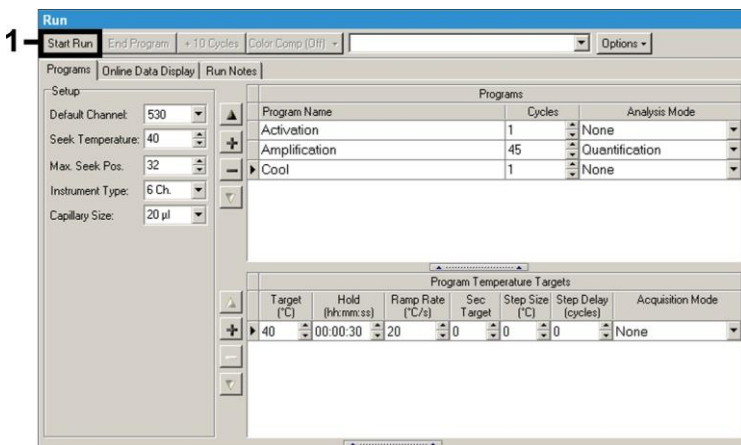 Run
1
Start Run End Program +10 Cycles Color Comp (Off) Options
Programs Online Data Display Run Notes
Setup
Default Channel: 530
Seek Temperature: 40
Max. Seek Pos. 32
Instrument Type: 6 Ch.
Capillary Size: 20 µl
Programs
Program Name Cycles Analysis Mode
Activation 1 None
Amplification 45 Quantification
Cool 1 None
Program Temperature Targets
Target (°C) Hold (hh:mm:ss) Ramp Rate (°C/s) Sec Target Step Size (°C) Step Delay (cycles) Acquisition Mode
40 00:00:30 20 0 0 0 None